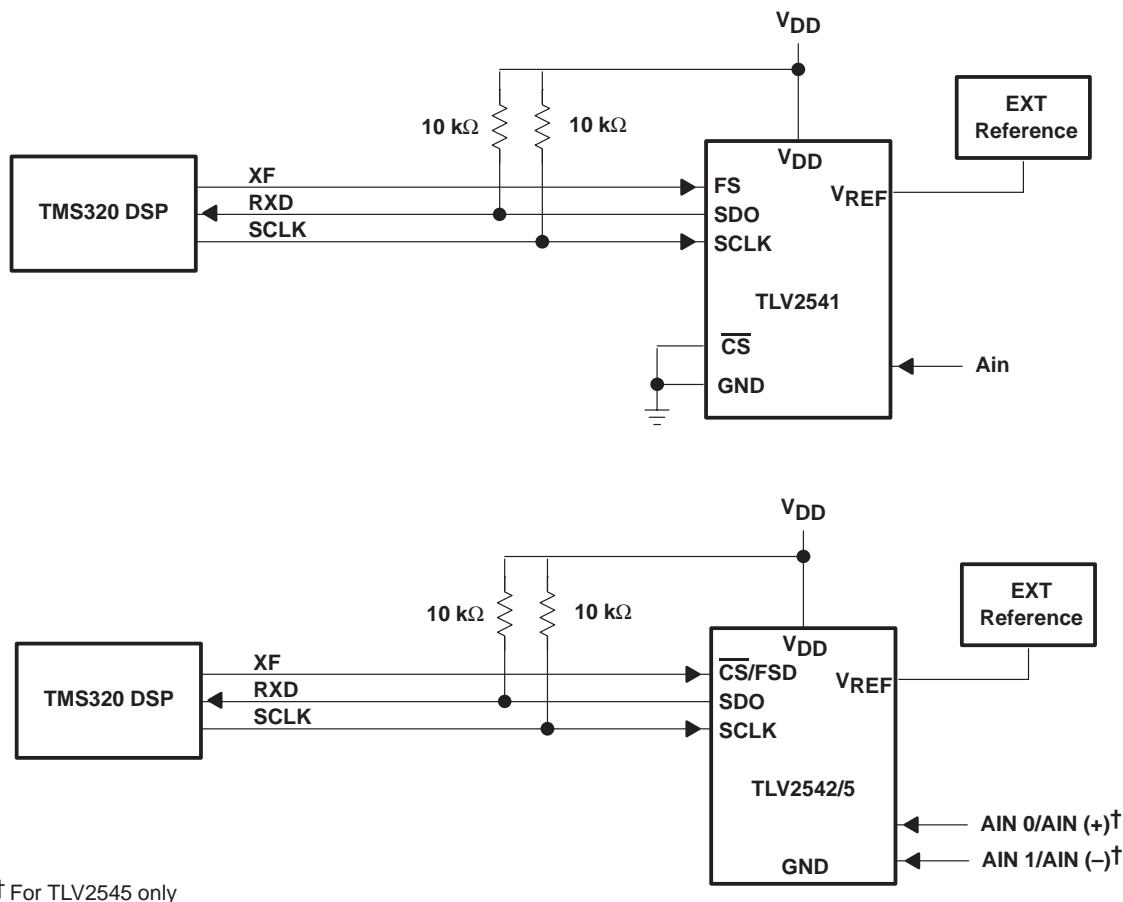 VDD
10 kΩ
10 kΩ
EXT
Reference
TMS320 DSP
XF
RXD
SCLK
VDD
FS
SDO
SCLK
VREF
TLV2541
CS
GND
Ain
VDD
10 kΩ
10 kΩ
EXT
Reference
TMS320 DSP
XF
RXD
SCLK
VDD
CS/FSD
SDO
SCLK
VREF
TLV2542/5
GND
AIN 0/AIN (+)†
AIN 1/AIN (–)†
† For TLV2545 only